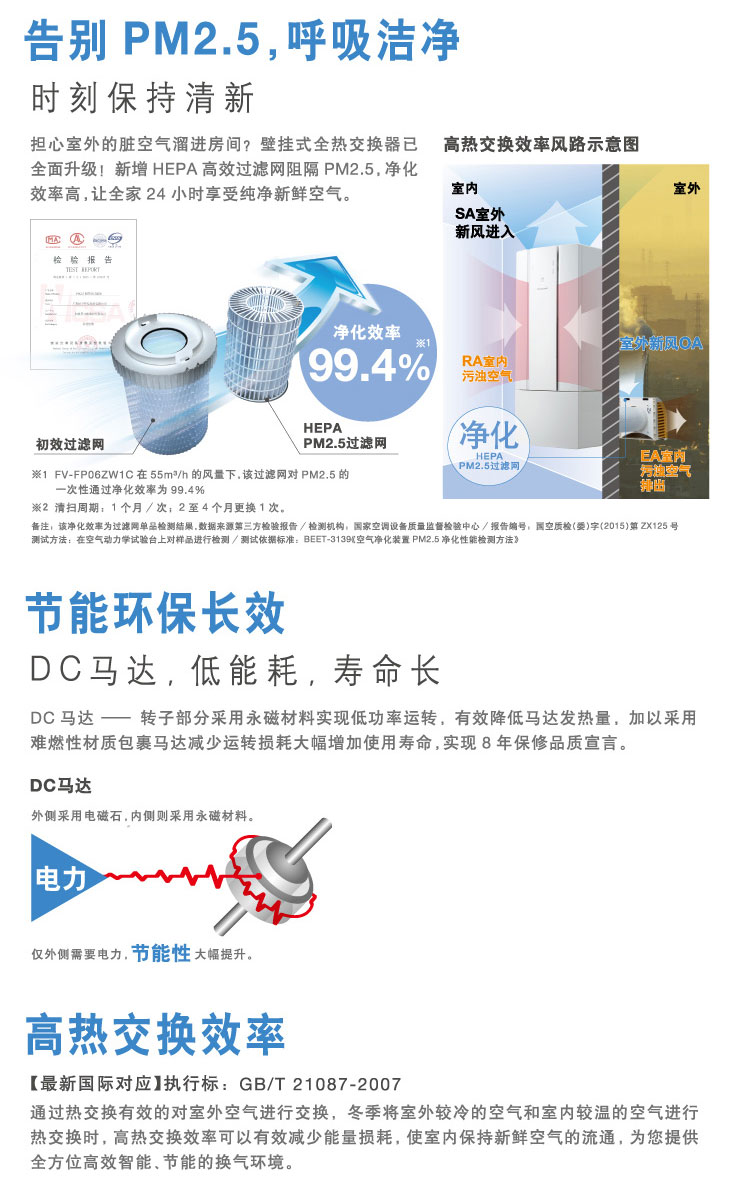 告别 PM2.5,呼吸洁净
时刻保持清新
担心室外的脏空气溜进房间？壁挂式全热交换器已
全面升级！新增 HEPA 高效过滤网阻隔 PM2.5,净化
效率高,让全家 24 小时享受纯净新鲜空气。
检验报告
TEST REPORT
净化效率
※1
99.4%
初效过滤网
HEPA
PM2.5过滤网
高热交换效率风路示意图
室内
室外
SA室外
新风进入
室外新风OA
RA室内
污浊空气
净化
HEPA
PM2.5过滤网
EA室内
污浊空气
排出
※1 FV-FP06ZW1C 在 55m³/h 的风量下,该过滤网对 PM2.5 的
一次性通过净化效率为 99.4%
※2 清扫周期：1 个月／次；2 至 4 个月更换 1 次。
备注：该净化效率为过滤网单品检测结果,数据来源第三方检验报告／检测机构：国家空调设备质量监督检验中心／报告编号：国空质检(委)字(2015)第 ZX125 号
测试方法：在空气动力学试验台上对样品进行检测／测试依据标准：BEET-3139《空气净化装置 PM2.5 净化性能检测方法》
节能环保长效
DC马达，低能耗，寿命长
DC 马达 —— 转子部分采用永磁材料实现低功率运转，有效降低马达发热量，加以采用
难燃性材质包裹马达减少运转损耗大幅增加使用寿命,实现 8 年保修品质宣言。
DC马达
外侧采用电磁石,内侧则采用永磁材料。
电力
仅外侧需要电力,节能性大幅提升。
高热交换效率
【最新国际对应】执行标：GB/T 21087-2007
通过热交换有效的对室外空气进行交换，冬季将室外较冷的空气和室内较温的空气进行
热交换时，高热交换效率可以有效减少能量损耗，使室内保持新鲜空气的流通，为您提供
全方位高效智能、节能的换气环境。